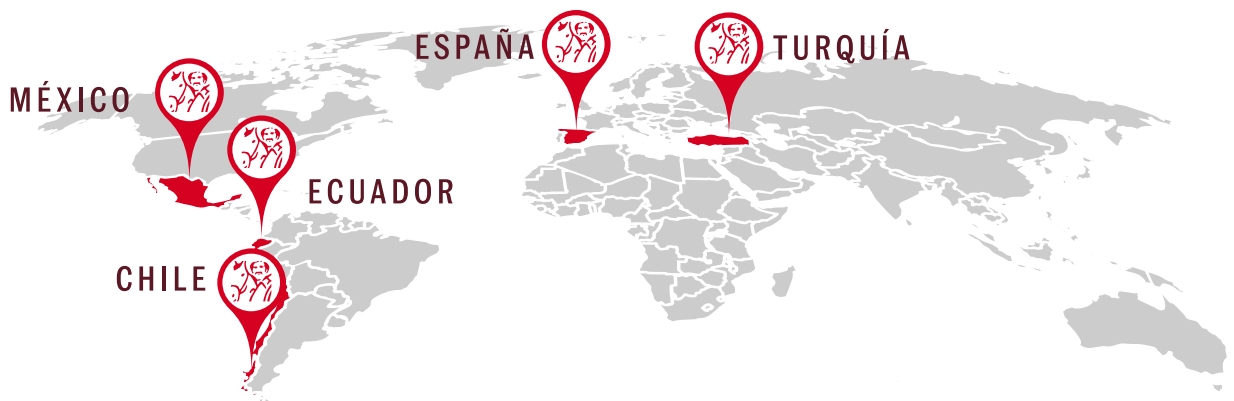 ESPAÑA
TURQUÍA
MÉXICO
ECUADOR
CHILE